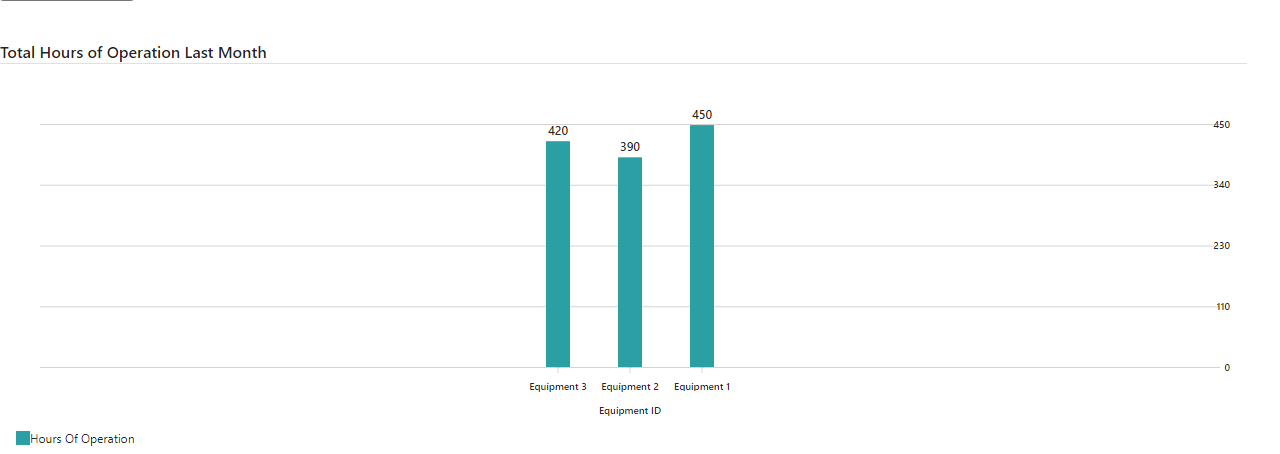 Total Hours of Operation Last Month
450
420
390
450
340
230
110
0
Equipment 3 Equipment 2 Equipment 1
Equipment ID
Hours Of Operation